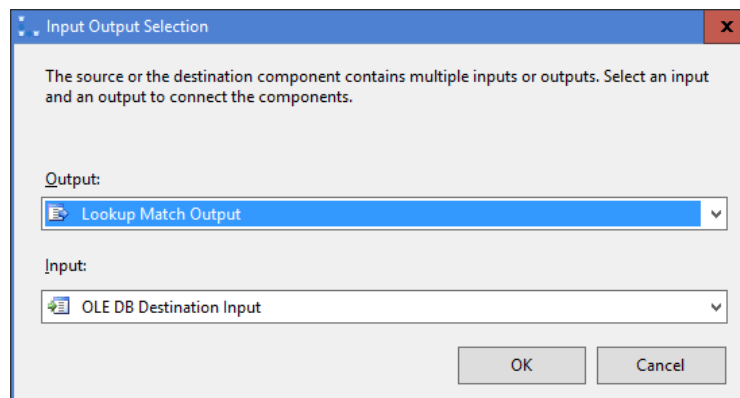 Input Output Selection
x
The source or the destination component contains multiple inputs or outputs. Select an input
and an output to connect the components.
Output:
Lookup Match Output
Input:
OLE DB Destination Input
OK Cancel